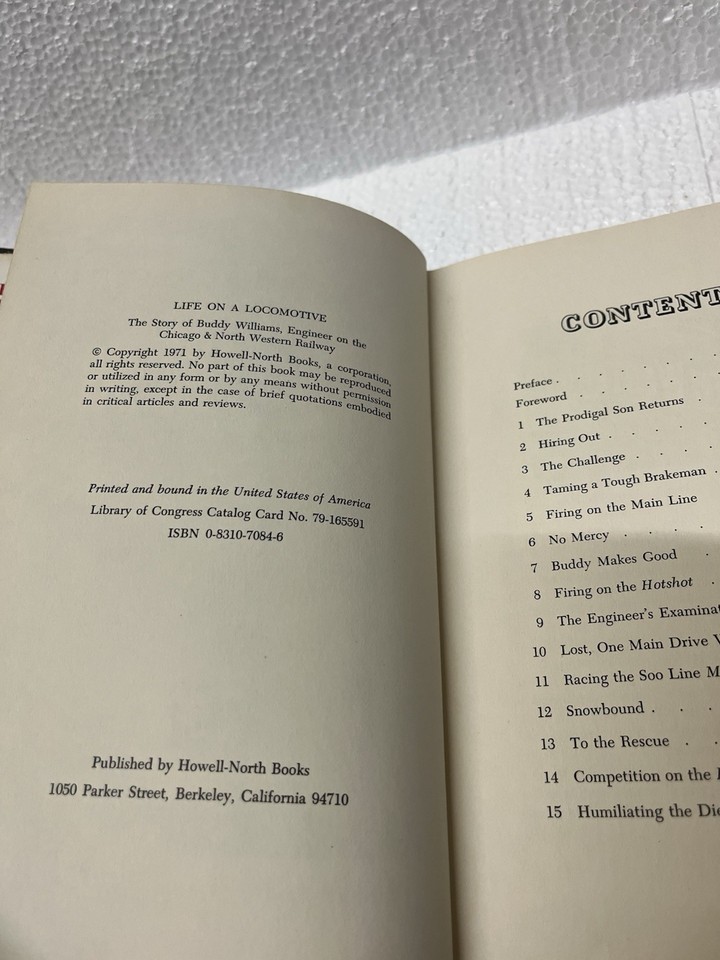 LIFE ON A LOCOMOTIVE
The Story of Buddy Williams, Engineer on the
Chicago & North Western Railway
© Copyright 1971 by Howell-North Books, a corporation,
all rights reserved. No part of this book may be reproduced
or utilized in any form or by any means without permission
in writing, except in the case of brief quotations embodied
in critical articles and reviews.
Printed and bound in the United States of America
Library of Congress Catalog Card No. 79-165591
ISBN 0-8310-7084-6
Published by Howell-North Books
1050 Parker Street, Berkeley, California 94710
CONTENT
Preface . . . . . .
Foreword . . . . .
1 The Prodigal Son Returns .
2 Hiring Out . . . .
3 The Challenge . . . .
4 Taming a Tough Brakeman .
5 Firing on the Main Line
6 No Mercy . . . .
7 Buddy Makes Good .
8 Firing on the Hotshot .
9 The Engineer's Examinat
10 Lost, One Main Drive
11 Racing the Soo Line M
12 Snowbound . . .
13 To the Rescue . .
14 Competition on the
15 Humiliating the Die